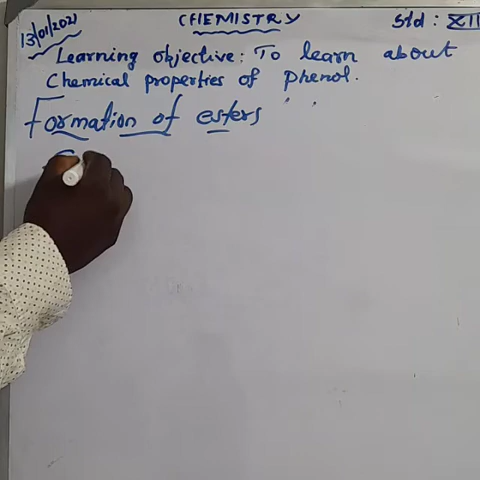 13/01/2021 CHEMISTRY Std: XII
Learning objective: To learn about
Chemical properties of phenol.
Formation of esters